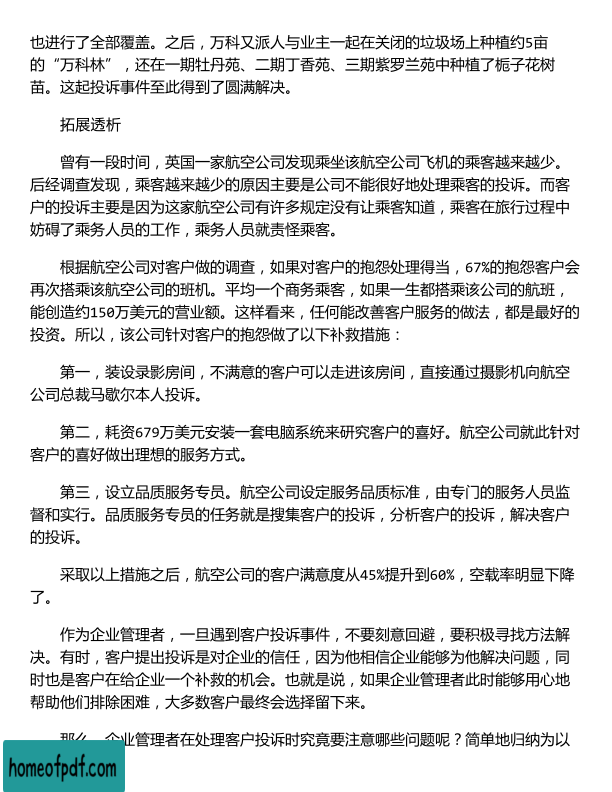 也进行了全部覆盖。之后，万科又派人与业主一起在关闭的垃圾场上种植约5亩
的“万科林”，还在一期牡丹苑、二期丁香苑、三期紫罗兰苑中种植了栀子花树
苗。这起投诉事件至此得到了圆满解决。
拓展透析
曾有一段时间，英国一家航空公司发现乘坐该航空公司飞机的乘客越来越少。
后经调查发现，乘客越来越少的原因主要是公司不能很好地处理乘客的投诉。而客
户的投诉主要是因为这家航空公司有许多规定没有让乘客知道，乘客在旅行过程中
妨碍了乘务人员的工作，乘务人员就责怪乘客。
根据航空公司对客户做的调查，如果对客户的抱怨处理得当，67%的抱怨客户会
再次搭乘该航空公司的班机。平均一个商务乘客，如果一生都搭乘该公司的航班，
能创造约150万美元的营业额。这样看来，任何能改善客户服务的做法，都是最好的
投资。所以，该公司针对客户的抱怨做了以下补救措施：
第一，装设录影房间，不满意的客户可以走进该房间，直接通过摄影机向航空
公司总裁马歇尔本人投诉。
第二，耗资679万美元安装一套电脑系统来研究客户的喜好。航空公司就此针对
客户的喜好做出理想的服务方式。
第三，设立品质服务专员。航空公司设定服务品质标准，由专门的服务人员监
督和实行。品质服务专员的任务就是搜集客户的投诉，分析客户的投诉，解决客户
的投诉。
采取以上措施之后，航空公司的客户满意度从45%提升到60%，空载率明显下降
了。
作为企业管理者，一旦遇到客户投诉事件，不要刻意回避，要积极寻找方法解
决。有时，客户提出投诉是对企业的信任，因为他相信企业能够为他解决问题，同
时也是客户在给企业一个补救的机会。也就是说，如果企业管理者此时能够用心地
帮助他们排除困难，大多数客户最终会选择留下来。
那么，企业管理者在处理客户投诉时究竟要注意哪些问题呢？简单地归纳为以
homeofpdf.com